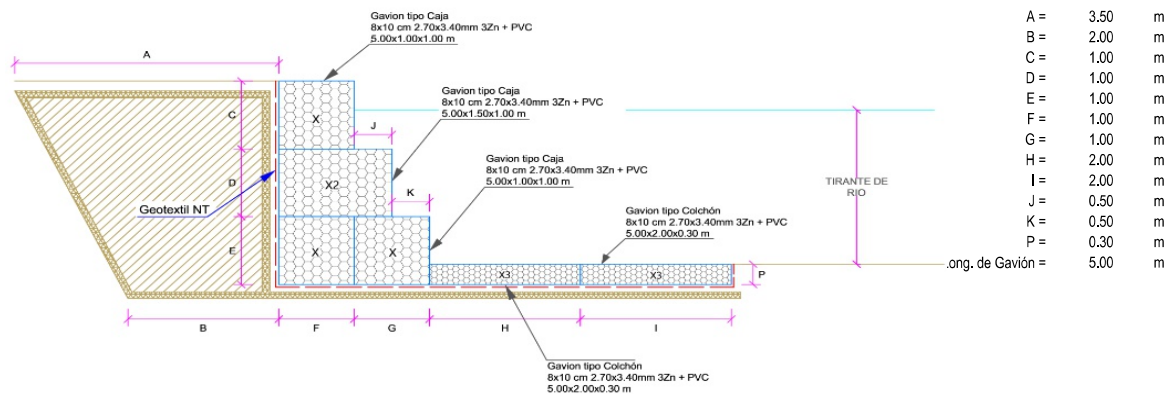 Gavion tipo Caja
8x10 cm 2.70x3.40mm 3Zn + PVC
5.00x1.00x1.00 m
A
Gavion tipo Caja
8x10 cm 2.70x3.40mm 3Zn + PVC
5.00x1.50x1.00 m
C
X
J
Gavion tipo Caja
8x10 cm 2.70x3.40mm 3Zn + PVC
5.00x1.00x1.00 m
D
X2
K
TIRANTE DE
RIO
Geotextil NT
Gavion tipo Colchón
8x10 cm 2.70x3.40mm 3Zn + PVC
5.00x2.00x0.30 m
E
X
X
X3
X3
P
B
F
G
H
I
Gavion tipo Colchón
8x10 cm 2.70x3.40mm 3Zn + PVC
5.00x2.00x0.30 m
A = 3.50 m
B = 2.00 m
C = 1.00 m
D = 1.00 m
E = 1.00 m
F = 1.00 m
G = 1.00 m
H = 2.00 m
I = 2.00 m
J = 0.50 m
K = 0.50 m
P = 0.30 m
ong. de Gavión = 5.00 m